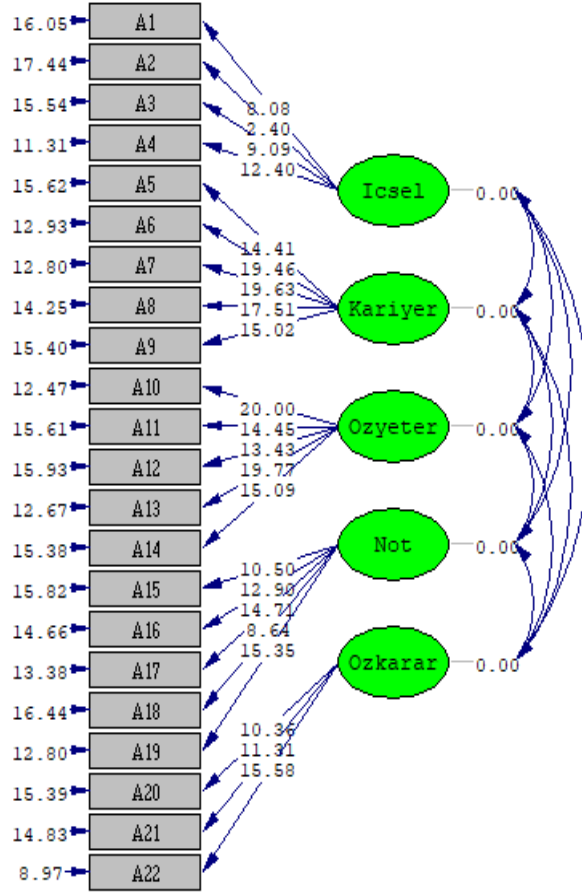 16.05 A1
17.44 A2
15.54 A3
11.31 A4
15.62 A5
12.93 A6
12.80 A7
14.25 A8
15.40 A9
12.47 A10
15.61 A11
15.93 A12
12.67 A13
15.38 A14
15.82 A15
14.66 A16
13.38 A17
16.44 A18
12.80 A19
15.39 A20
14.83 A21
8.97 A22
8.08
2.40
9.09
12.40
14.41
19.46
19.63
17.51
15.02
20.00
14.45
13.43
19.77
15.09
10.50
12.90
14.71
8.64
15.35
10.36
11.31
15.58
Icsel 0.00
Kariyer 0.00
Ozyeter 0.00
Not 0.00
Ozkarar 0.00